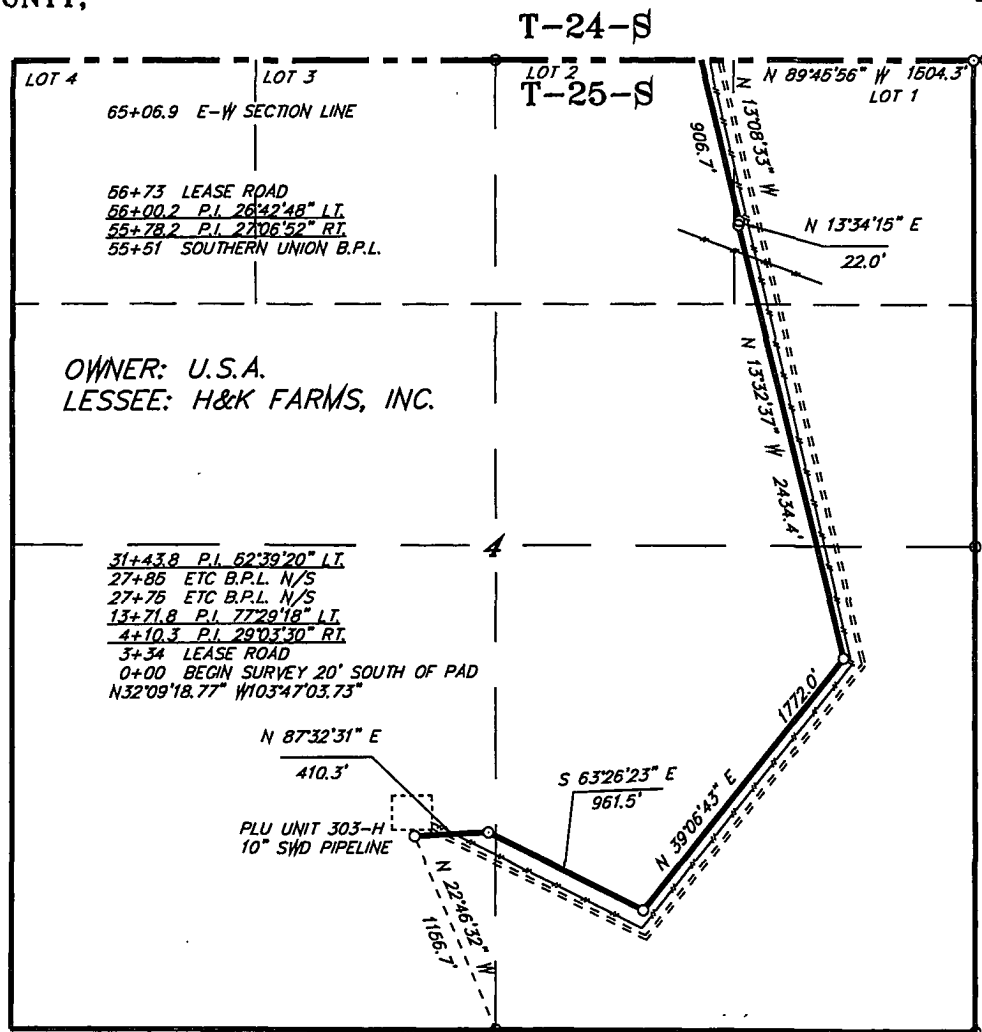 T-24-S
LOT 4
LOT 3
LOT 2
N 89°45'56" W 1504.3'
LOT 1
T-25-S
65+06.9 E-W SECTION LINE
906.7'
N 13°08'33" W
56+73 LEASE ROAD
56+00.2 P.I. 26°42'48" LT.
55+78.2 P.I. 27°06'52" RT.
55+51 SOUTHERN UNION B.P.L.
N 13°34'15" E
22.0'
OWNER: U.S.A.
LESSEE: H&K FARMS, INC.
N 13°32'37" W 2434.4'
4
31+43.8 P.I. 52°39'20" LT.
27+85 ETC B.P.L. N/S
27+75 ETC B.P.L. N/S
13+71.8 P.I. 77°29'18" LT.
4+10.3 P.I. 29°03'30" RT.
3+34 LEASE ROAD
0+00 BEGIN SURVEY 20' SOUTH OF PAD
N32°09'18.77" W103°47'03.73"
1772.0'
N 39°06'43" E
N 87°32'31" E
410.3'
S 63°26'23" E
961.5'
PLU UNIT 303-H
10" SWD PIPELINE
N 22°46'32" W
1156.7'